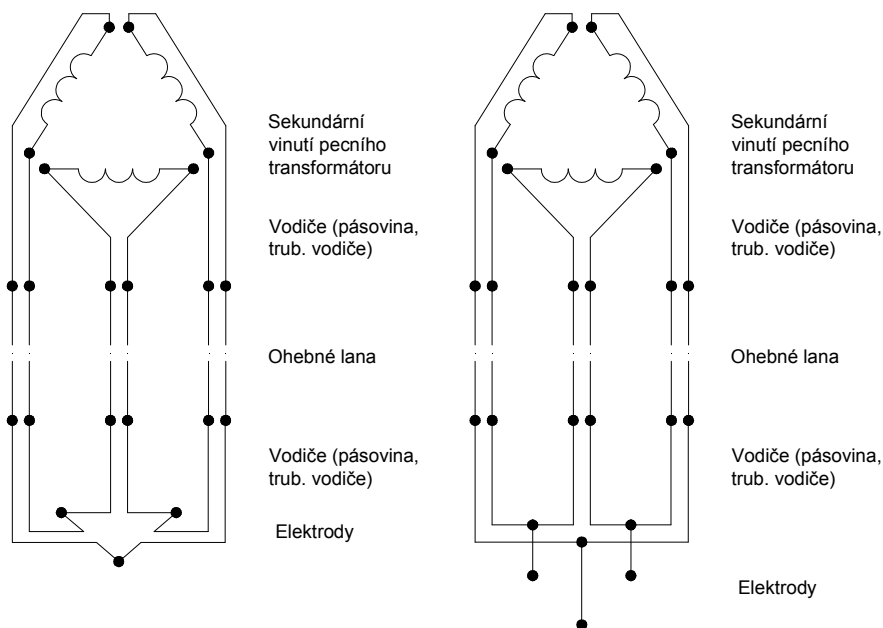 Sekundární
vinutí pecního
transformátoru
Vodiče (pásovina,
trub. vodiče)
Ohebné lana
Vodiče (pásovina,
trub. vodiče)
Elektrody
Sekundární
vinutí pecního
transformátoru
Vodiče (pásovina,
trub. vodiče)
Ohebné lana
Vodiče (pásovina,
trub. vodiče)
Elektrody